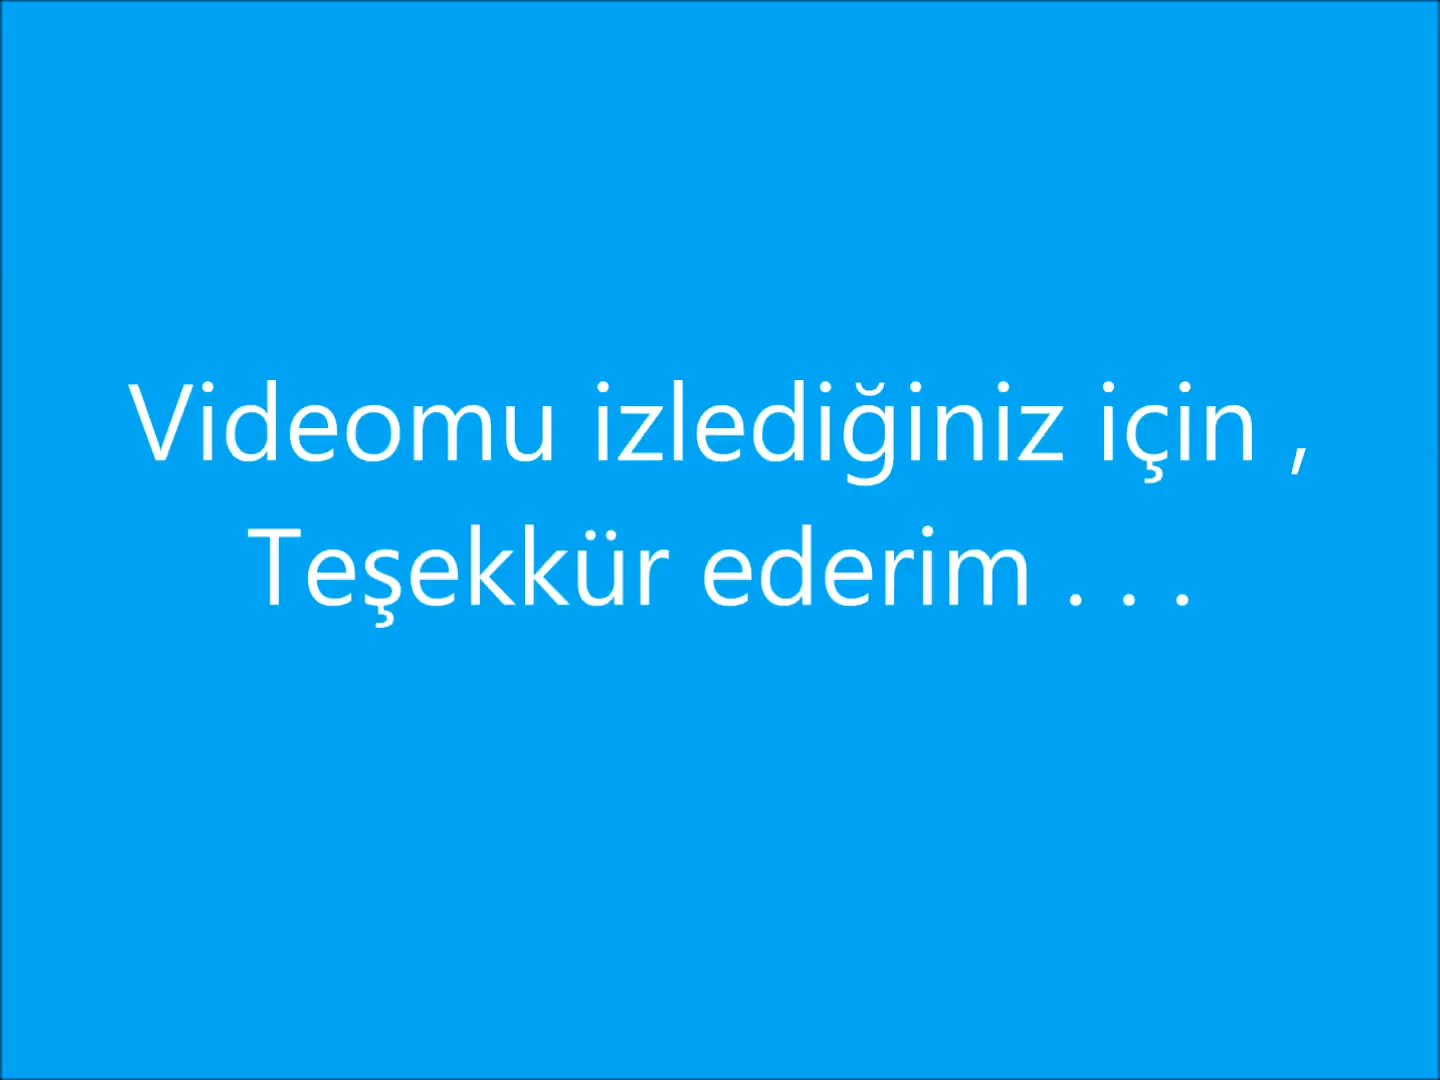 Videomu izlediğiniz için ,
Teşekkür ederim . . .